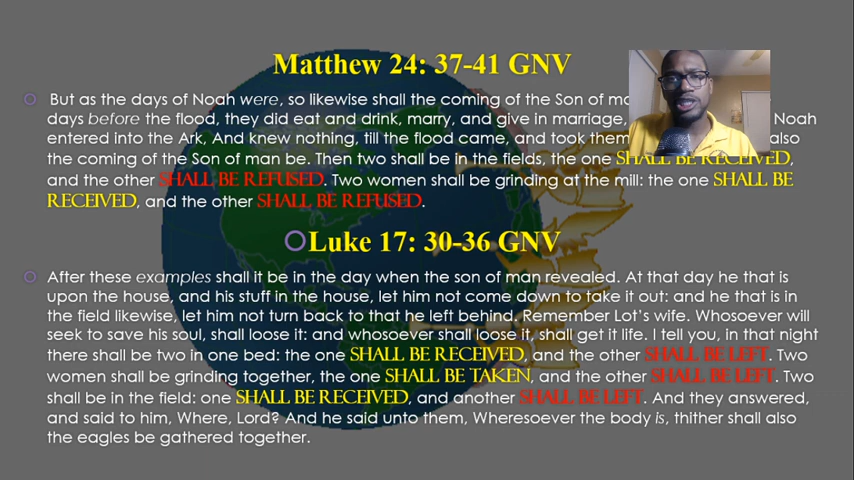 Matthew 24: 37-41 GNV
But as the days of Noah were, so likewise shall the coming of the Son of
days before the flood, they did eat and drink, marry, and give in marriage, Noah
entered into the Ark, And knew nothing, till the flood came, and took them also
the coming of the Son of man be. Then two shall be in the fields, the one SHALL BE RECEIVED,
and the other SHALL BE REFUSED. Two women shall be grinding at the mill: the one SHALL BE
RECEIVED, and the other SHALL BE REFUSED.
Luke 17: 30-36 GNV
After these examples shall it be in the day when the son of man revealed. At that day he that is
upon the house, and his stuff in the house, let him not come down to take it out: and he that is in
the field likewise, let him not turn back to that he left behind. Remember Lot's wife. Whosoever will
seek to save his soul, shall loose it: and whosoever shall loose it, shall get it life. I tell you, in that night
there shall be two in one bed: the one SHALL BE RECEIVED, and the other SHALL BE LEFT. Two
women shall be grinding together, the one SHALL BE TAKEN, and the other SHALL BE LEFT. Two
shall be in the field: one SHALL BE RECEIVED, and another SHALL BE LEFT. And they answered,
and said to him, Where, Lord? And he said unto them, Wheresoever the body is, thither shall also
the eagles be gathered together.